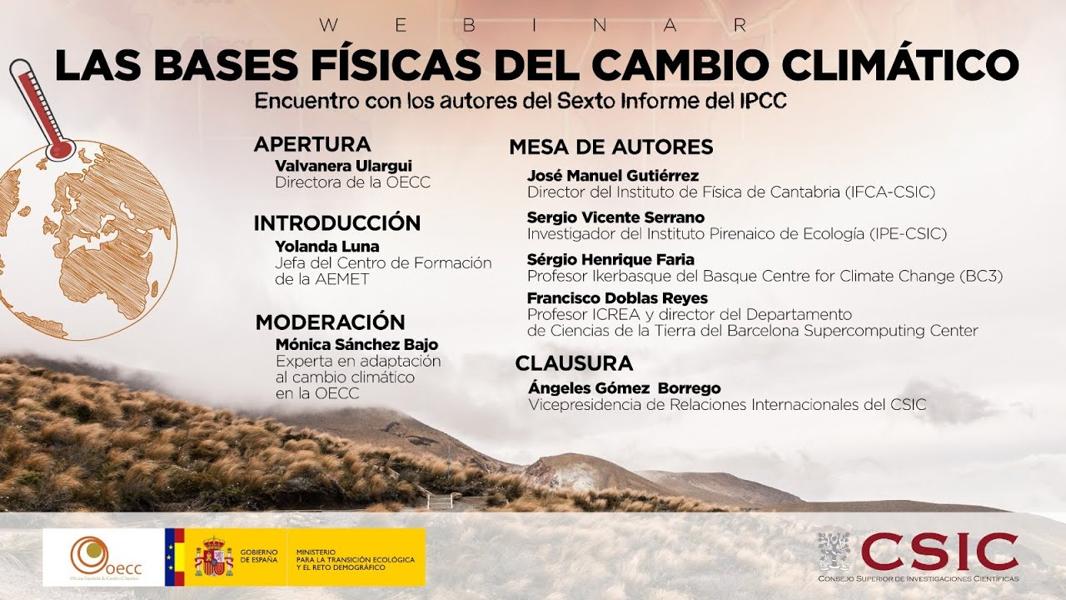 WEBINAR
LAS BASES FÍSICAS DEL CAMBIO CLIMÁTICO
Encuentro con los autores del Sexto Informe del IPCC
APERTURA
Valvanera Ulargui
Directora de la OECC
INTRODUCCIÓN
Yolanda Luna
Jefa del Centro de Formación
de la AEMET
MODERACIÓN
Mónica Sánchez Bajo
Experta en adaptación
al cambio climático
en la OECC
MESA DE AUTORES
José Manuel Gutiérrez
Director del Instituto de Física de Cantabria (IFCA-CSIC)
Sergio Vicente Serrano
Investigador del Instituto Pirenaico de Ecología (IPE-CSIC)
Sérgio Henrique Faria
Profesor Ikerbasque del Basque Centre for Climate Change (BC3)
Francisco Doblas Reyes
Profesor ICREA y director del Departamento
de Ciencias de la Tierra del Barcelona Supercomputing Center
CLAUSURA
Ángeles Gómez Borrego
Vicepresidencia de Relaciones Internacionales del CSIC
oecc
GOBIERNO
DE ESPAÑA
MINISTERIO
PARA LA TRANSICIÓN ECOLÓGICA
Y EL RETO DEMOGRÁFICO
CSIC
CONSEJO SUPERIOR DE INVESTIGACIONES CIENTÍFICAS